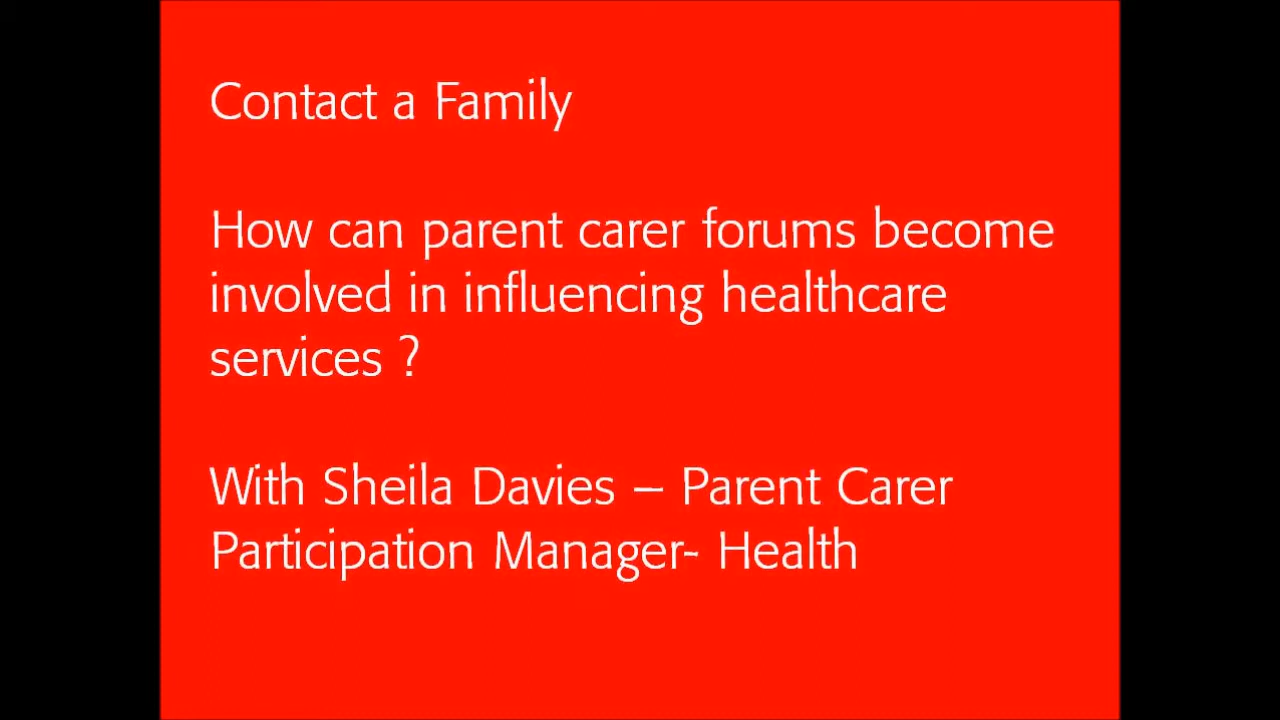 Contact a Family
How can parent carer forums become
involved in influencing healthcare
services ?
With Sheila Davies – Parent Carer
Participation Manager- Health